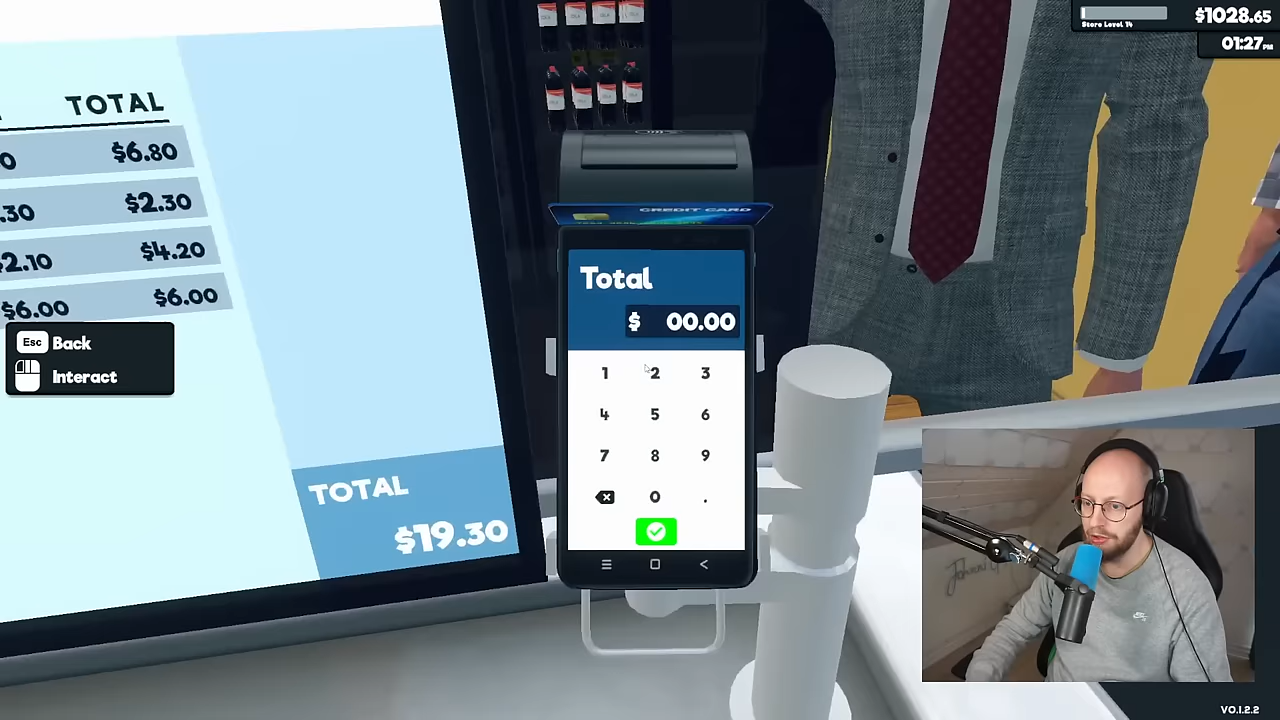 $1028.65
Store Level 14
01:27PM
TOTAL
0 $6.80
.30 $2.30
$2.10 $4.20
$6.00 $6.00
Esc Back
Interact
TOTAL
$19.30
CREDIT CARD
Total
$ 00.00
1 2 3
4 5 6
7 8 9
0 .
V0.1.2.2